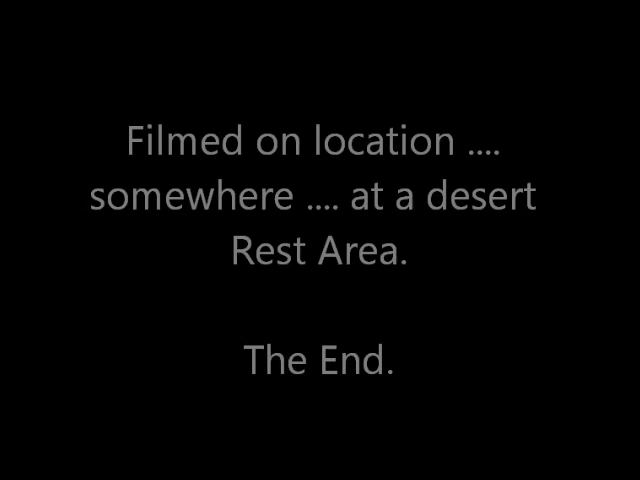 Filmed on location ....
somewhere .... at a desert
Rest Area.
The End.